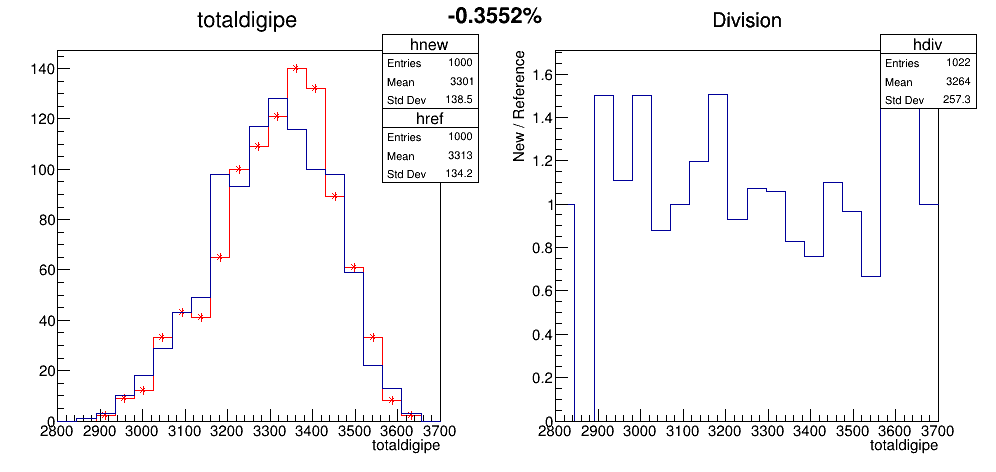 -0.3552%
totaldigipe
hnew
Entries 1000
Mean 3301
Std Dev 138.5
href
Entries 1000
Mean 3313
Std Dev 134.2
140
120
100
80
60
40
20
0
2800 2900 3000 3100 3200 3300 3400 3500 3600 3700
totaldigipe
Division
hdiv
Entries 1022
Mean 3264
Std Dev 257.3
New / Reference
1.6
1.4
1.2
1
0.8
0.6
0.4
0.2
0
2800 2900 3000 3100 3200 3300 3400 3500 3600 3700
totaldigipe